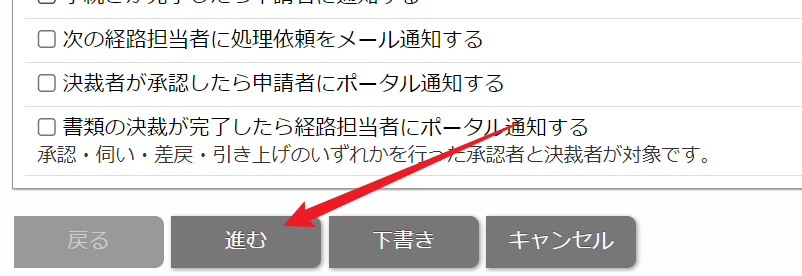 次の経路担当者に処理依頼をメール通知する
決裁者が承認したら申請者にポータル通知する
書類の決裁が完了したら経路担当者にポータル通知する
承認・伺い・差戻・引き上げのいずれかを行った承認者と決裁者が対象です。
戻る
進む
下書き
キャンセル